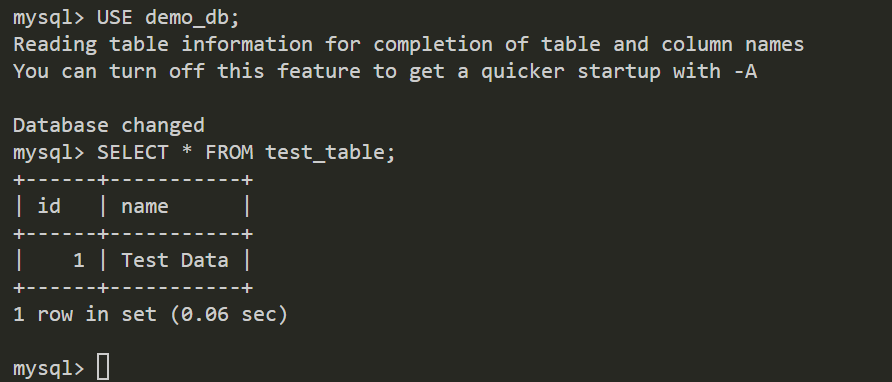 mysql> USE demo_db;
Reading table information for completion of table and column names
You can turn off this feature to get a quicker startup with -A
Database changed
mysql> SELECT * FROM test_table;
+------+-----------+
| id   | name      |
+------+-----------+
|    1 | Test Data |
+------+-----------+
1 row in set (0.06 sec)
mysql>